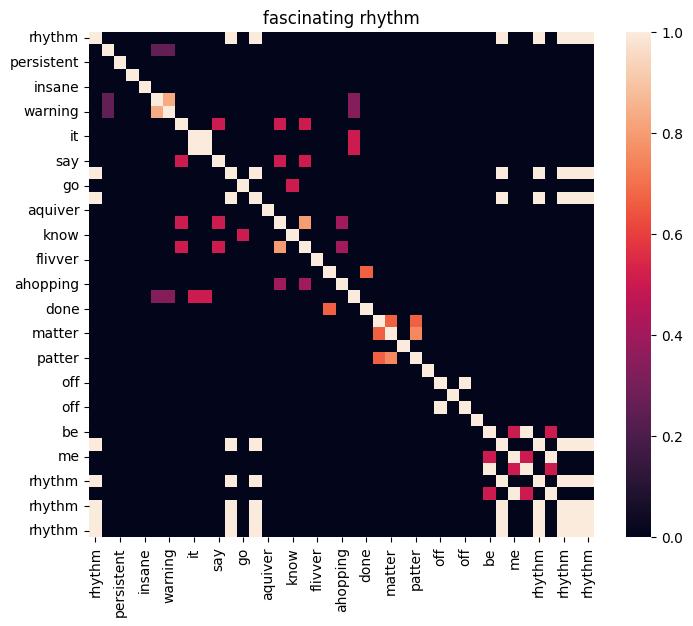 fascinating rhythm
rhythm
persistent
insane
warning
it
say
go
aquiver
know
flivver
ahopping
done
matter
patter
off
off
be
me
rhythm
rhythm
rhythm
1.0
0.8
0.6
0.4
0.2
0.0
rhythm
persistent
insane
warning
it
say
go
aquiver
know
flivver
ahopping
done
matter
patter
off
off
be
me
rhythm
rhythm
rhythm